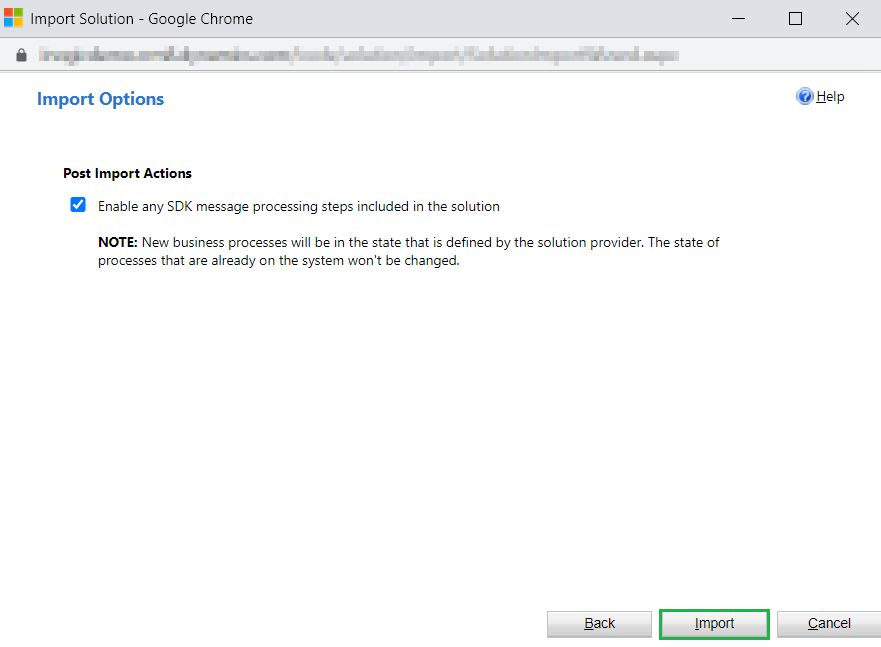 Import Solution - Google Chrome
Import Options
Help
Post Import Actions
Enable any SDK message processing steps included in the solution
NOTE: New business processes will be in the state that is defined by the solution provider. The state of
processes that are already on the system won't be changed.
Back
Import
Cancel